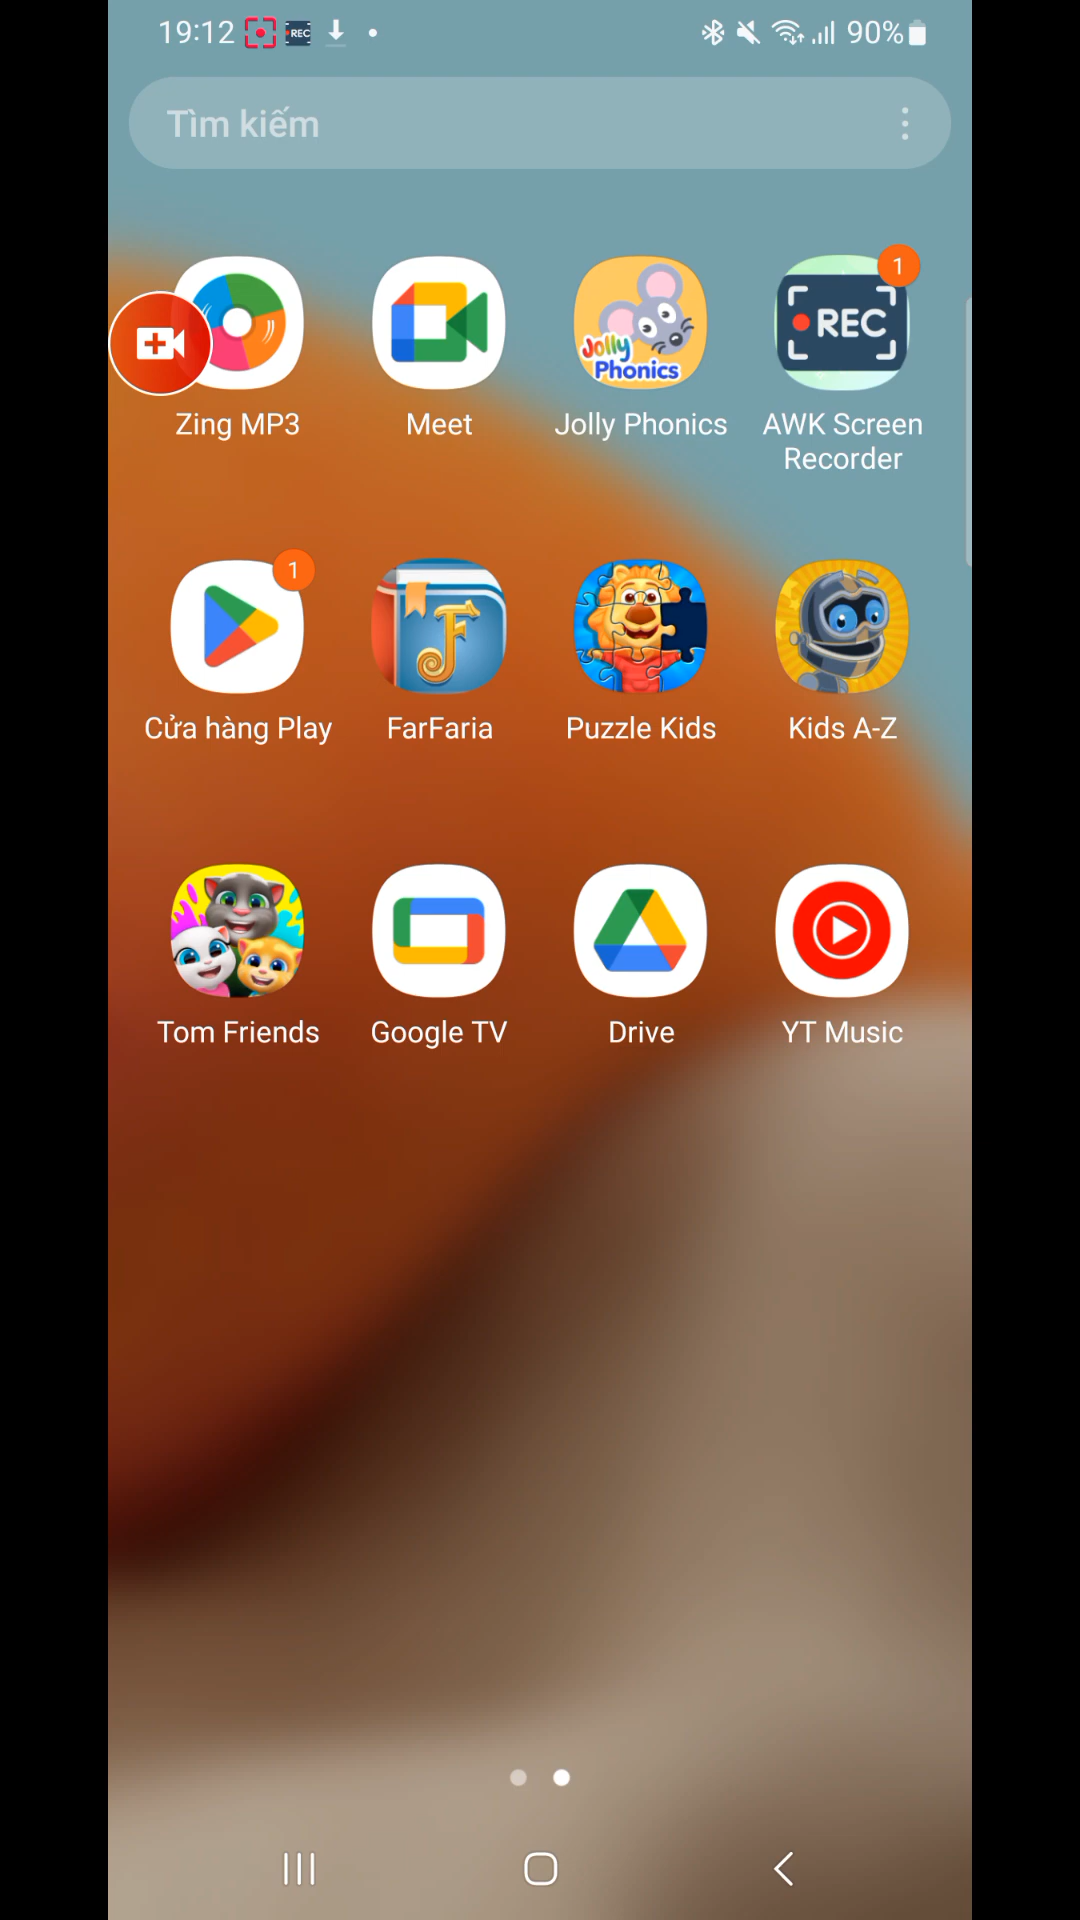 19:12 REC 90%
Tìm kiếm
Jolly
Phonics
1
REC
Zing MP3
Meet
Jolly Phonics
AWK Screen
Recorder
1
F
Cửa hàng Play
FarFaria
Puzzle Kids
Kids A-Z
Tom Friends
Google TV
Drive
YT Music